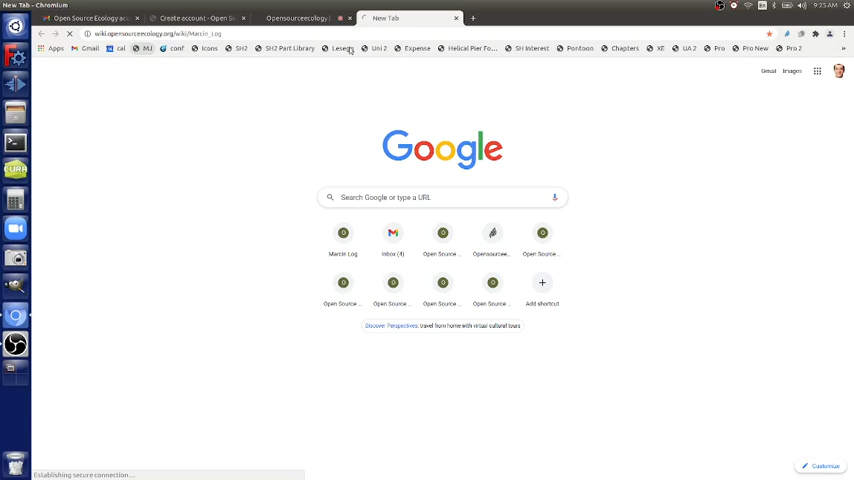 New Tab - Chromium
En
9:25 AM
Open Source Ecology acc
Create account - Open So
Opensourceecology |
New Tab
wiki.opensourceecology.org/wiki/Marcin_Log
Apps Gmail cal MJ conf Icons SH2 SH2 Part Library Uni 2 Expense Helical Pier Fo... SH Interest Pontoon Chapters XE UA 2 Pro Pro New Pro 2 »
Gmail Images
Google
Search Google or type a URL
Marcin Log Inbox (4) Open Source ... Opensourcee... Open Source ...
Open Source ... Open Source ... Open Source ... Open Source ... Add shortcut
Discover Perspectives: travel from home with virtual cultural tours
Customize
Establishing secure connection...